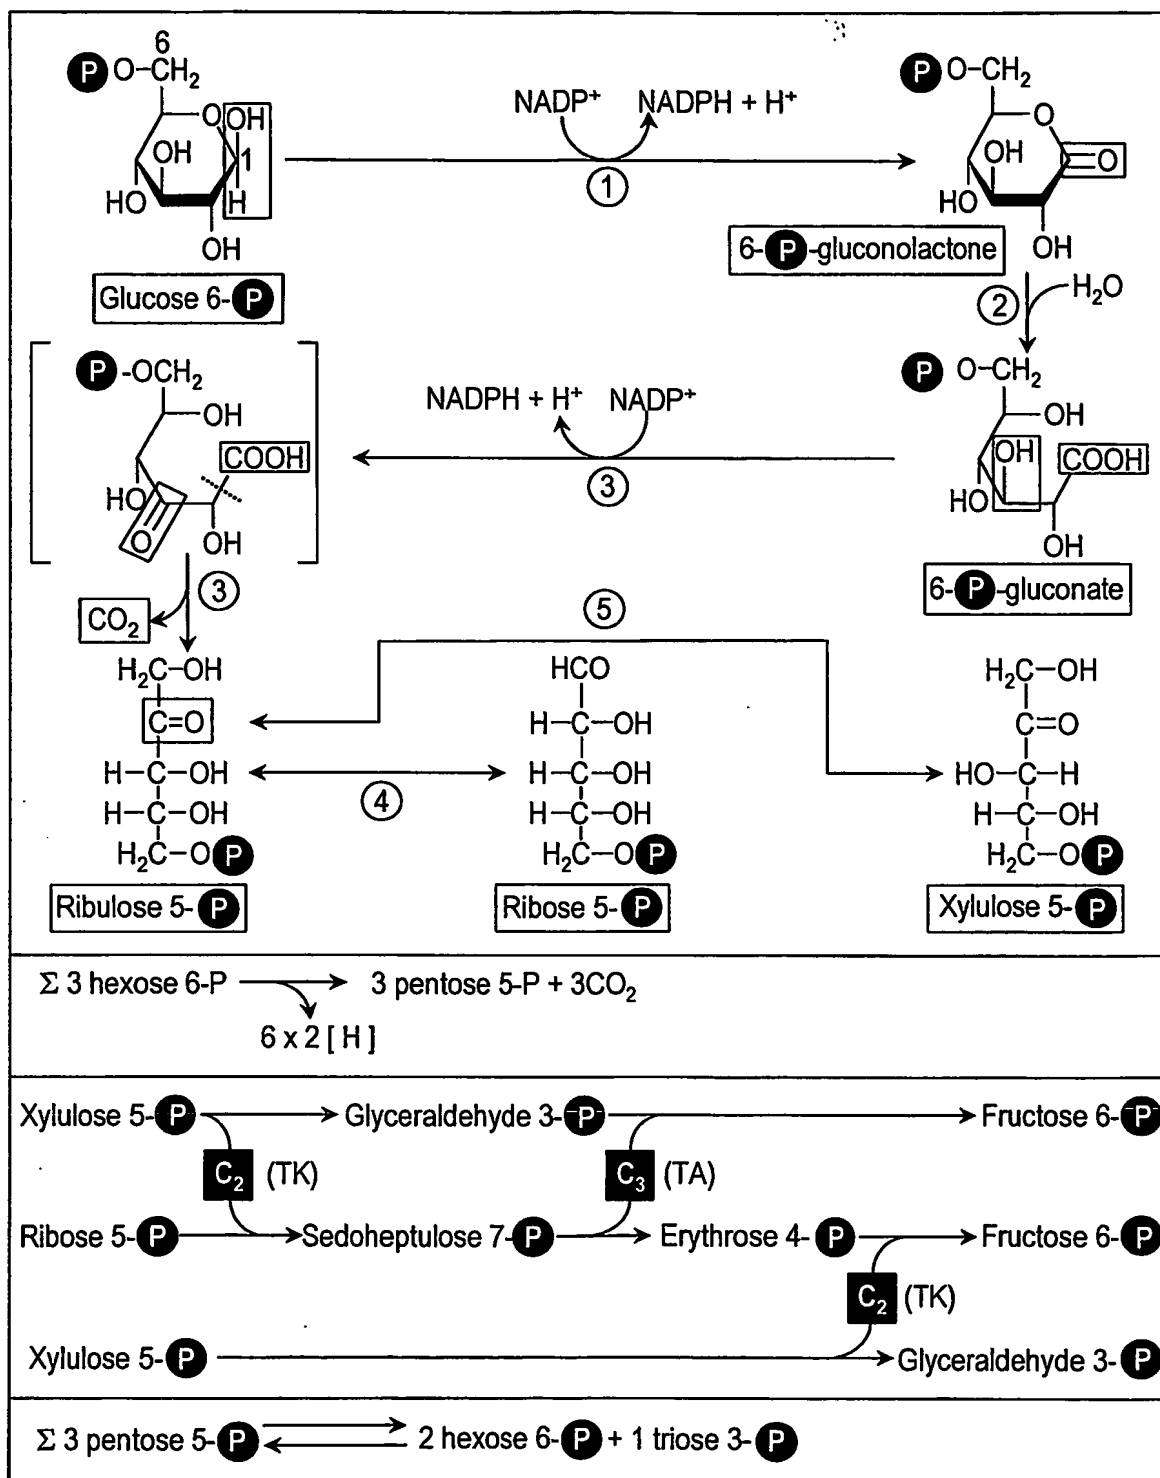 6
P O–CH2
O OH
OH 1
HO H
OH
Glucose 6-P
NADP+ NADPH + H+
1
P O–CH2
O
OH =O
HO
OH
6-P-gluconolactone
2 H2O
P -OCH2
OH
COOH
HO
O OH
NADPH + H+ NADP+
3
P O–CH2
OH
OH COOH
HO
OH
6-P-gluconate
3
CO2
5
H2C–OH
C=O
H–C–OH
H–C–OH
H2C–OP
Ribulose 5-P
4
HCO
H–C–OH
H–C–OH
H–C–OH
H2C–OP
Ribose 5-P
H2C–OH
C=O
HO–C–H
H–C–OH
H2C–OP
Xylulose 5-P
Σ 3 hexose 6-P 3 pentose 5-P + 3CO2
6 x 2 [ H ]
Xylulose 5-P Glyceraldehyde 3-P Fructose 6-P
C2 (TK) C3 (TA)
Ribose 5-P Sedoheptulose 7-P Erythrose 4-P Fructose 6-P
C2 (TK)
Xylulose 5-P Glyceraldehyde 3-P
Σ 3 pentose 5-P 2 hexose 6-P + 1 triose 3-P